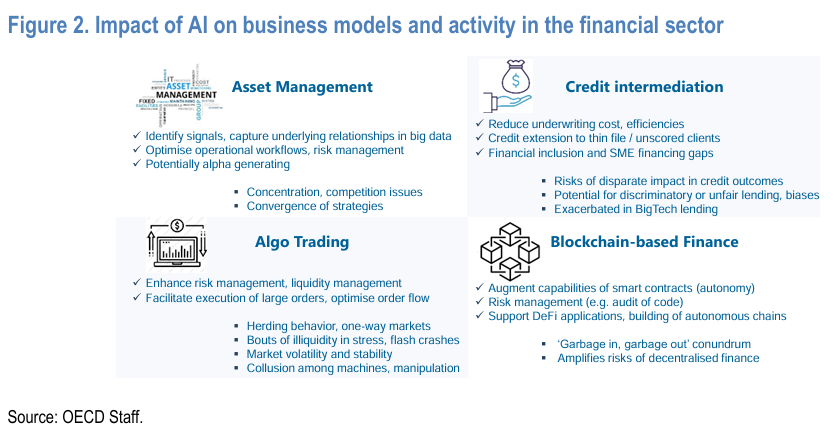 Figure 2. Impact of AI on business models and activity in the financial sector
IT
ASSET
COST
MANAGEMENT
FIXED
MAINTAINING
GROUP
Asset Management
✓ Identify signals, capture underlying relationships in big data
✓ Optimise operational workflows, risk management
✓ Potentially alpha generating
▪ Concentration, competition issues
▪ Convergence of strategies
$
Credit intermediation
✓ Reduce underwriting cost, efficiencies
✓ Credit extension to thin file / unscored clients
✓ Financial inclusion and SME financing gaps
▪ Risks of disparate impact in credit outcomes
▪ Potential for discriminatory or unfair lending, biases
▪ Exacerbated in BigTech lending
$
Algo Trading
✓ Enhance risk management, liquidity management
✓ Facilitate execution of large orders, optimise order flow
▪ Herding behavior, one-way markets
▪ Bouts of illiquidity in stress, flash crashes
▪ Market volatility and stability
▪ Collusion among machines, manipulation
Blockchain-based Finance
✓ Augment capabilities of smart contracts (autonomy)
✓ Risk management (e.g. audit of code)
✓ Support DeFi applications, building of autonomous chains
▪ ‘Garbage in, garbage out’ conundrum
▪ Amplifies risks of decentralised finance
Source: OECD Staff.